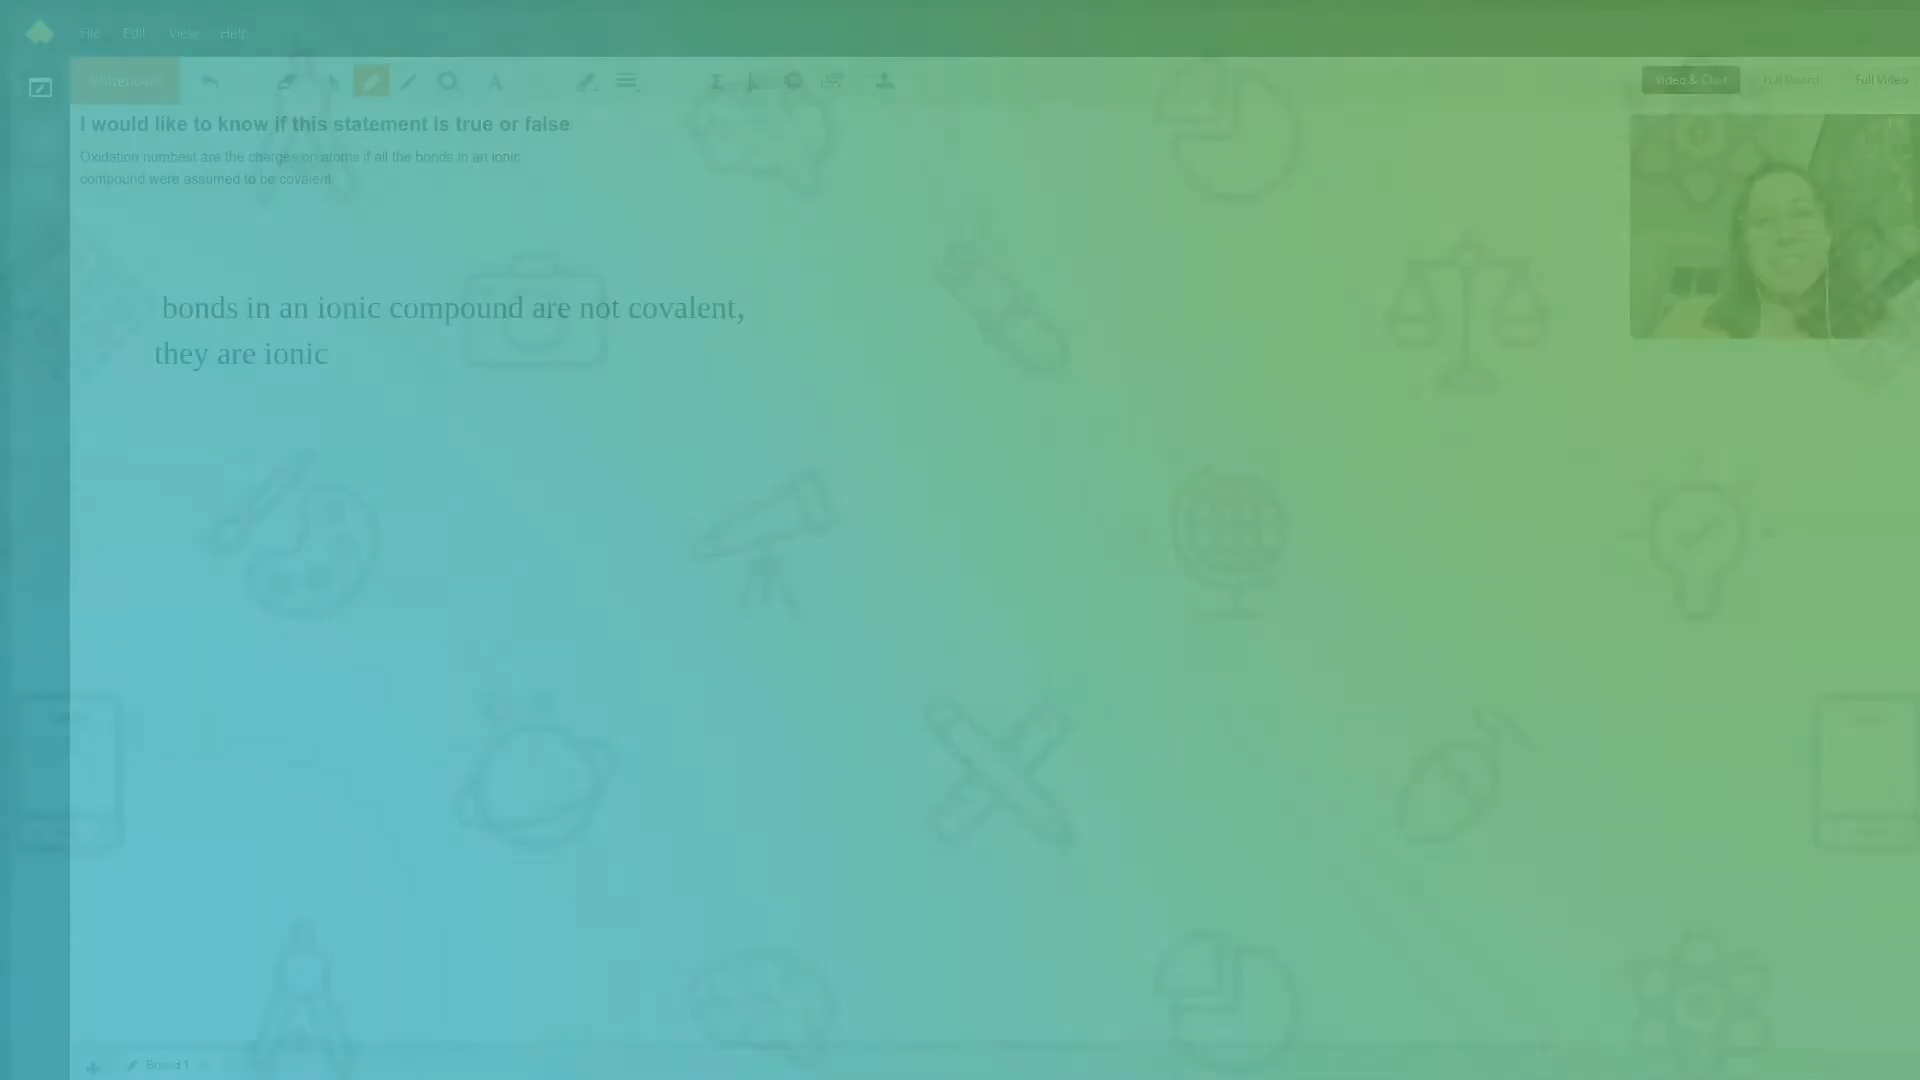 File Edit View Help
Whiteboard
Video & Chat Full Board Full Video
I would like to know if this statement is true or false
Oxidation numbesr are the charges on aroms if all the bonds in an ionic
compound were assumed to be covalent
bonds in an ionic compound are not covalent,
they are ionic
Board 1